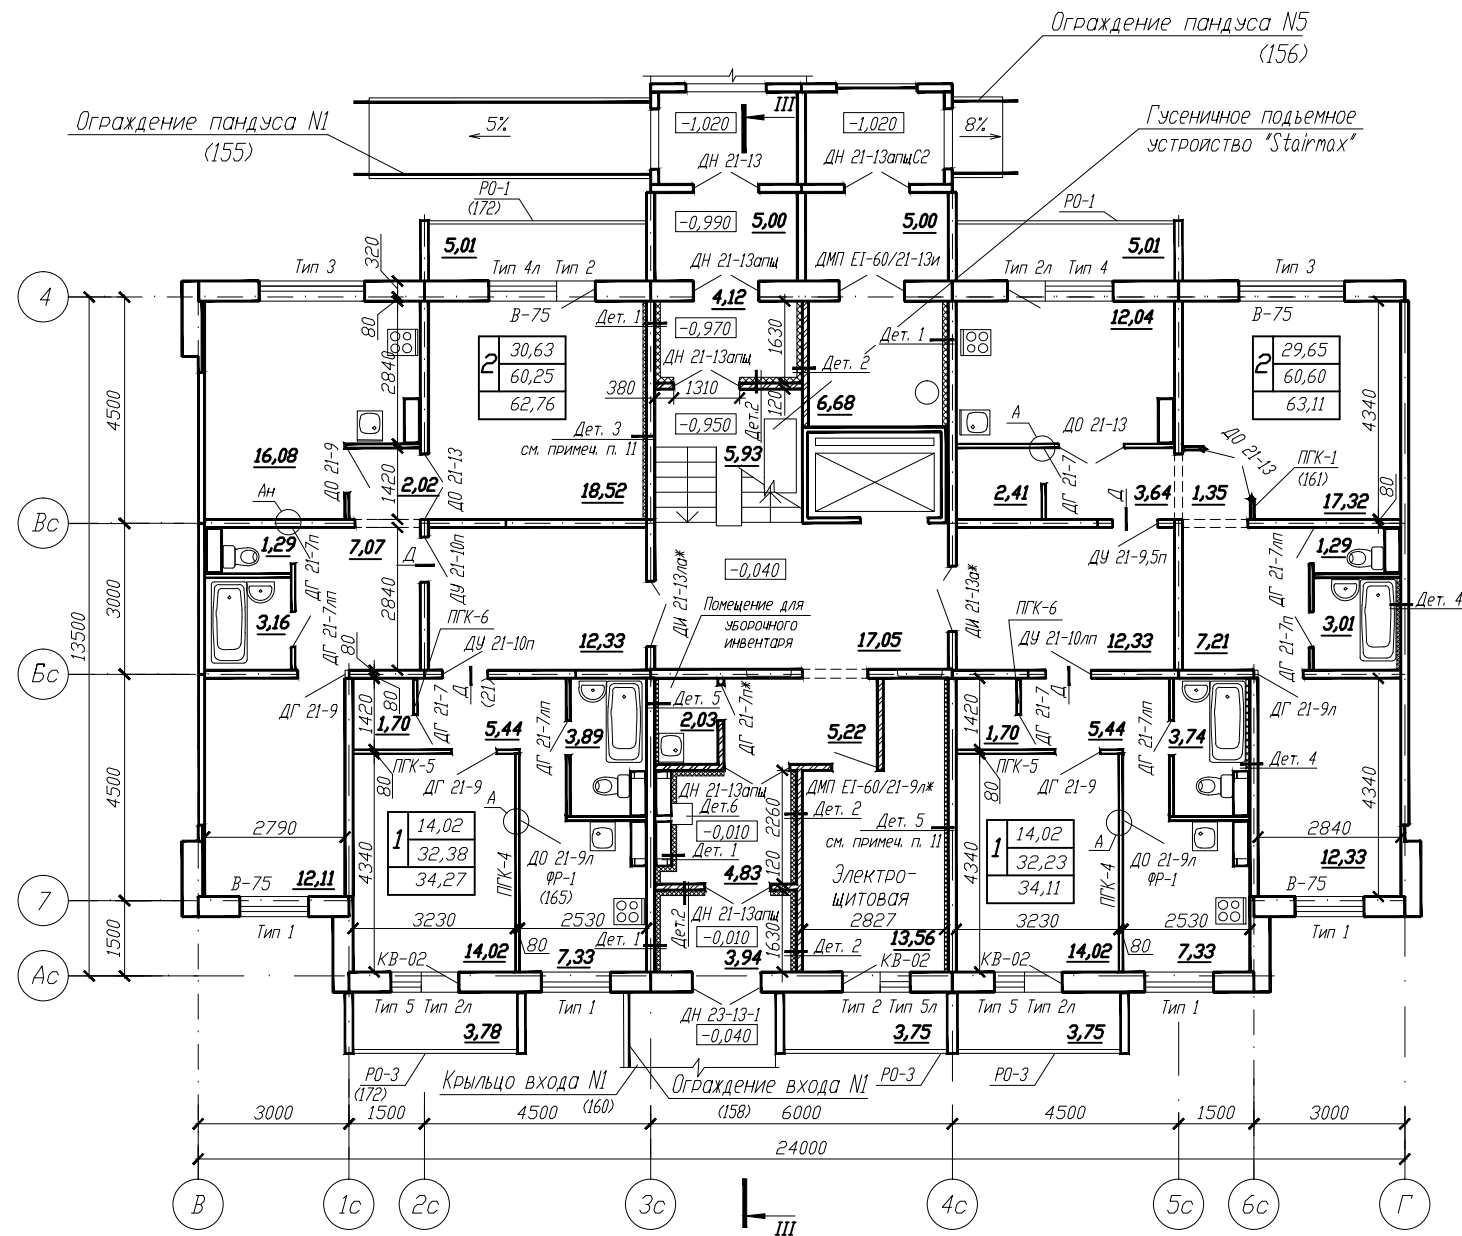 Ограждение пандуса N5
(156)
Ограждение пандуса N1
(155)
5%
-1,020
III
-1,020
8%
Гусеничное подъемное
устройство "Stairmax"
ДН 21-13
ДН 21-13апщС2
РО-1
(172)
РО-1
5,01
-0,990
5,00
5,00
5,01
320
Тип 3
Тип 4л
Тип 2
ДН 21-13апщ
ДМП EI-60/21-13и
Тип 2л
Тип 4
Тип 3
4
В-75
4,12
12,04
В-75
80
Дет. 1
-0,970
1630
Дет. 1
2
30,63
60,25
62,76
ДН 21-13апщ
Дет. 2
2
29,65
60,60
63,11
2840
380
1310
120
6,68
4500
4340
Дет. 3
см. примеч. п. 11
-0,950
Дет.2
А
ДО 21-13
16,08
ДО 21-9
5,93
ДО 21-13
ПГК-1
(161)
1420
2,02
ДО 21-13
18,52
2,41
ДГ 21-7
Д
3,64
1,35
17,32
80
Ан
Вс
1,29
ДГ 21-7п
7,07
Д
ДУ 21-10п
-0,040
ДУ 21-9,5п
ДГ 21-7лп
1,29
3000
13500
3,16
ДГ 21-7лп
2840
80
ПГК-6
ДУ 21-10п
12,33
ДИ 21-13лаж
Помещение для
уборочного
инвентаря
17,05
ДИ 21-13аж
ПГК-6
ДУ 21-10лп
12,33
7,21
ДГ 21-7п
3,01
Дет. 4
Бс
ДГ 21-9
80
1420
1,70
ДГ 21-7
Д
(21)
5,44
ДГ 21-7лп
3,89
Дет. 5
2,03
ДГ 21-7пж
5,22
1420
1,70
ДГ 21-7
Д
5,44
ДГ 21-7лп
3,74
ДГ 21-9л
4500
80
ПГК-5
ДГ 21-9
ДН 21-13апщ
ДМП EI-60/21-9лж
80
ПГК-5
ДГ 21-9
Дет. 4
4340
А
Дет.6
2260
Дет. 2
2790
1
14,02
32,38
34,27
-0,010
Дет. 5
см. примеч. п. 11
1
14,02
32,23
34,11
А
2840
4340
ПГК-4
ДО 21-9л
ФР-1
(165)
Дет. 1
4,83
120
Электро-
щитовая
4340
ПГК-4
ДО 21-9л
ФР-1
12,33
В-75
12,11
В-75
7
3230
2530
Дет.2
ДН 21-13апщ
2827
3230
2530
Тип 1
80
Дет. 1
-0,010
1630
Дет. 2
13,56
80
Тип 1
1500
КВ-02
14,02
7,33
3,94
КВ-02
КВ-02
14,02
7,33
Ас
Тип 5
Тип 2л
Тип 1
ДН 23-13-1
Тип 2
Тип 5л
Тип 5
Тип 2л
Тип 1
3,78
-0,040
3,75
3,75
РО-3
(172)
Крыльцо входа N1
(160)
Ограждение входа N1
(158)
РО-3
РО-3
3000
1500
4500
6000
4500
1500
3000
24000
В
1с
2с
3с
4с
5с
6с
Г
III